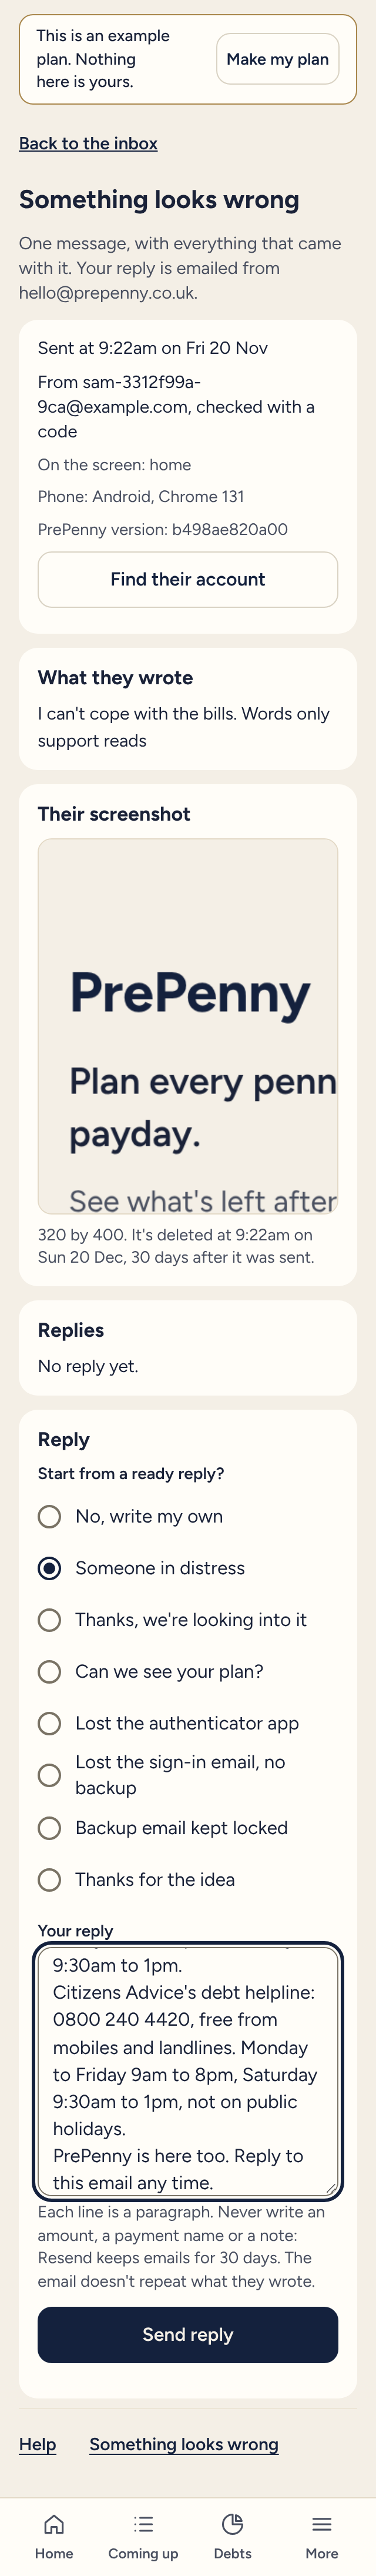 This is an example
plan. Nothing
here is yours.
Make my plan
Back to the inbox
Something looks wrong
One message, with everything that came
with it. Your reply is emailed from
hello@prepenny.co.uk.
Sent at 9:22am on Fri 20 Nov
From sam-3312f99a-
9ca@example.com, checked with a
code
On the screen: home
Phone: Android, Chrome 131
PrePenny version: b498ae820a00
Find their account
What they wrote
I can't cope with the bills. Words only
support reads
Their screenshot
PrePenny
Plan every penn
payday.
See what's left after
320 by 400. It's deleted at 9:22am on
Sun 20 Dec, 30 days after it was sent.
Replies
No reply yet.
Reply
Start from a ready reply?
No, write my own
Someone in distress
Thanks, we're looking into it
Can we see your plan?
Lost the authenticator app
Lost the sign-in email, no
backup
Backup email kept locked
Thanks for the idea
Your reply
9:30am to 1pm.
Citizens Advice's debt helpline:
0800 240 4420, free from
mobiles and landlines. Monday
to Friday 9am to 8pm, Saturday
9:30am to 1pm, not on public
holidays.
PrePenny is here too. Reply to
this email any time.
Each line is a paragraph. Never write an
amount, a payment name or a note:
Resend keeps emails for 30 days. The
email doesn't repeat what they wrote.
Send reply
Help
Something looks wrong
Home
Coming up
Debts
More